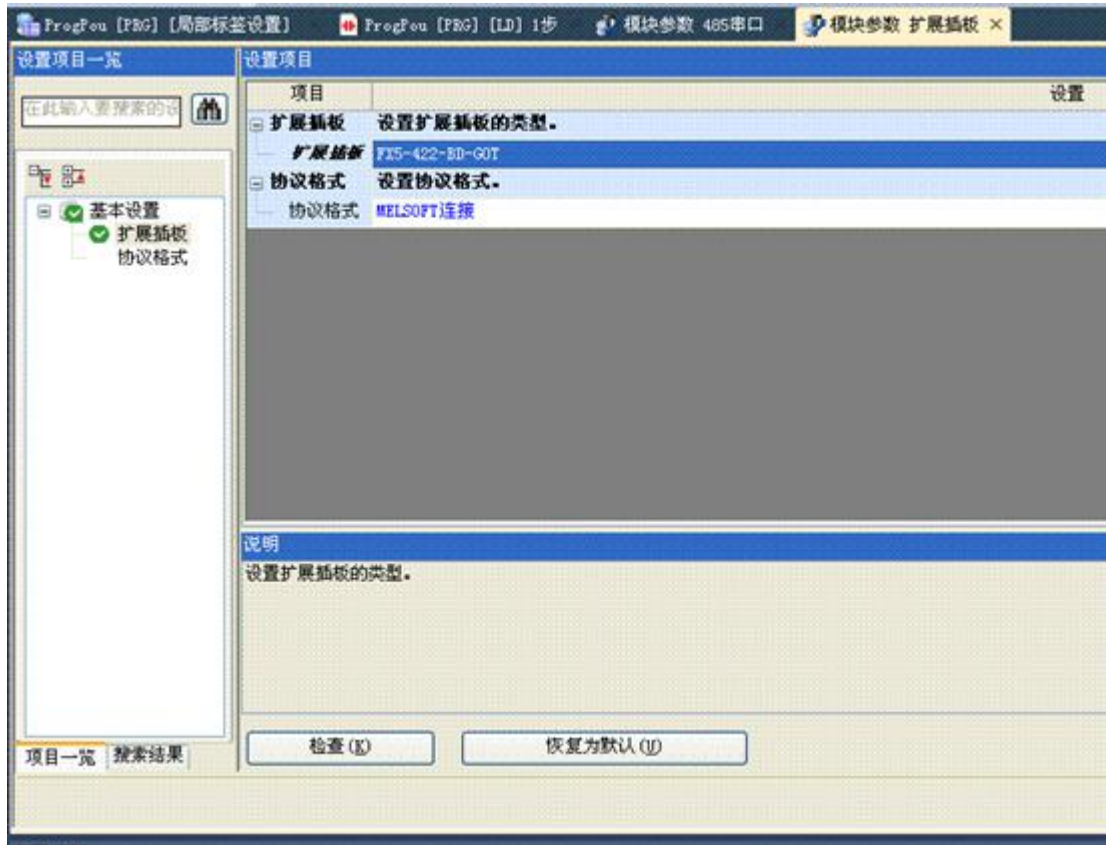 ProgPou [PRG] [局部标签设置] ProgPou [PRG] [LD] 1步 模块参数 485串口 模块参数 扩展插板 ×
设置项目一览
在此输入要搜索的设
基本设置
扩展插板
协议格式
项目一览 搜索结果
设置项目
项目 设置
扩展插板 设置扩展插板的类型。
扩展插板 FX5-422-BD-GOT
协议格式 设置协议格式。
协议格式 MELSOFT连接
说明
设置扩展插板的类型。
检查(K) 恢复为默认(U)